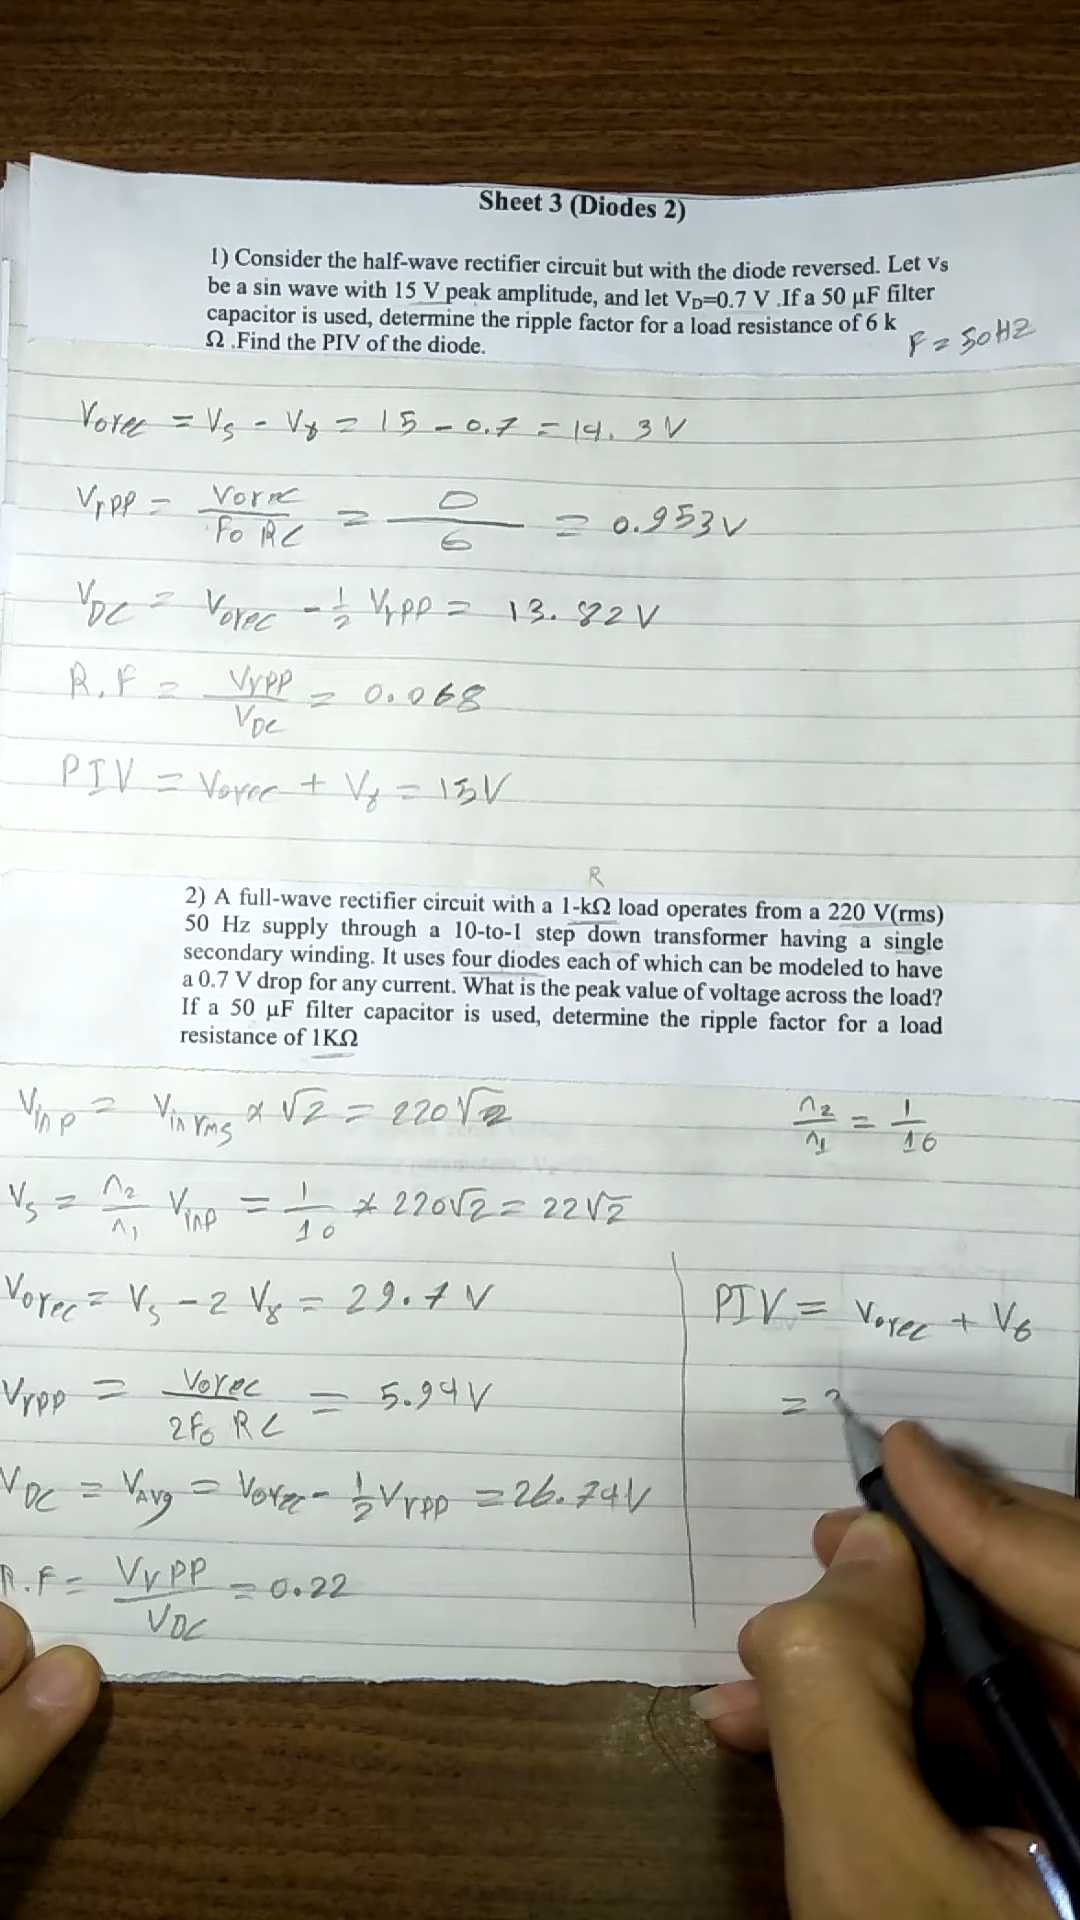 Sheet 3 (Diodes 2)
1) Consider the half-wave rectifier circuit but with the diode reversed. Let vs
be a sin wave with 15 V peak amplitude, and let VD=0.7 V .If a 50 μF filter
capacitor is used, determine the ripple factor for a load resistance of 6 k
Ω .Find the PIV of the diode.
F = 50HZ
Vorec = Vs - Vγ = 15 - 0.7 = 14.3V
Vrpp = Vorec / Fo RC = 0 / 6 = 0.953V
VDC = Vorec - 1/2 Vrpp = 13.82V
R.F = Vrpp / VDC = 0.068
PIV = Vorec + Vγ = 15V
R
2) A full-wave rectifier circuit with a 1-kΩ load operates from a 220 V(rms)
50 Hz supply through a 10-to-1 step down transformer having a single
secondary winding. It uses four diodes each of which can be modeled to have
a 0.7 V drop for any current. What is the peak value of voltage across the load?
If a 50 μF filter capacitor is used, determine the ripple factor for a load
resistance of 1KΩ
Vinp = Vin rms * √2 = 220√2
n2 / n1 = 1 / 10
Vs = n2 / n1 Vinp = 1 / 10 * 220√2 = 22√2
Vorec = Vs - 2 Vγ = 29.7 V
PIV = Vorec + Vγ
=
Vrpp = Vorec / 2Fo RC = 5.94V
VDC = VAvg = Vorec - 1/2 Vrpp = 26.74V
R.F = Vrpp / VDC = 0.22